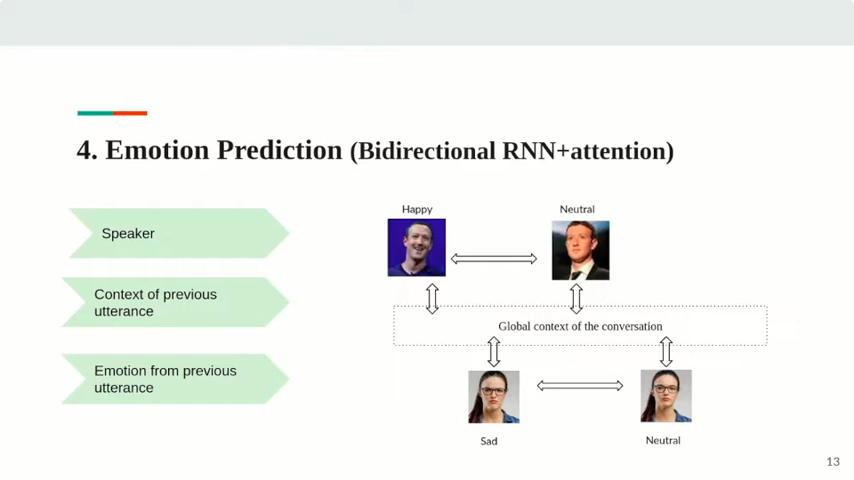 4. Emotion Prediction (Bidirectional RNN+attention)
Speaker
Context of previous
utterance
Emotion from previous
utterance
Happy
Neutral
Global context of the conversation
Sad
Neutral
13